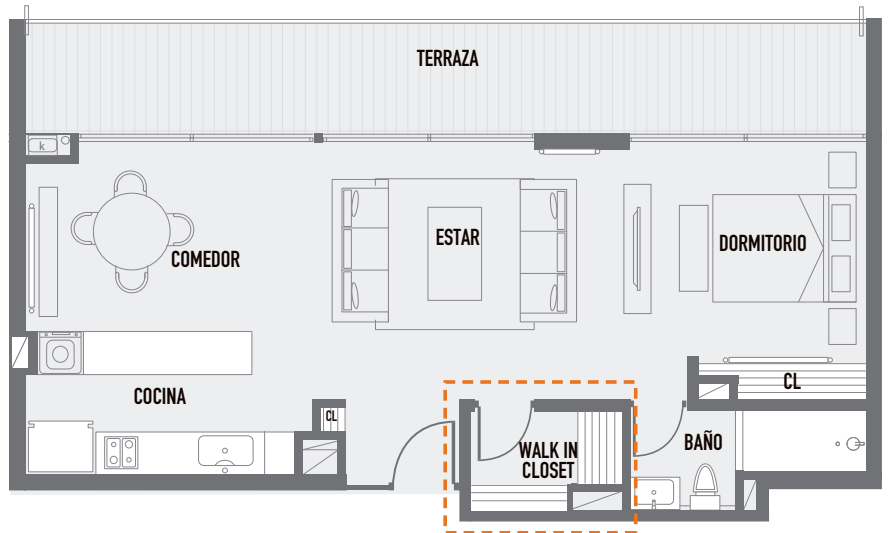 TERRAZA
k
COMEDOR
ESTAR
DORMITORIO
COCINA
CL
CL
WALK IN
CLOSET
BAÑO